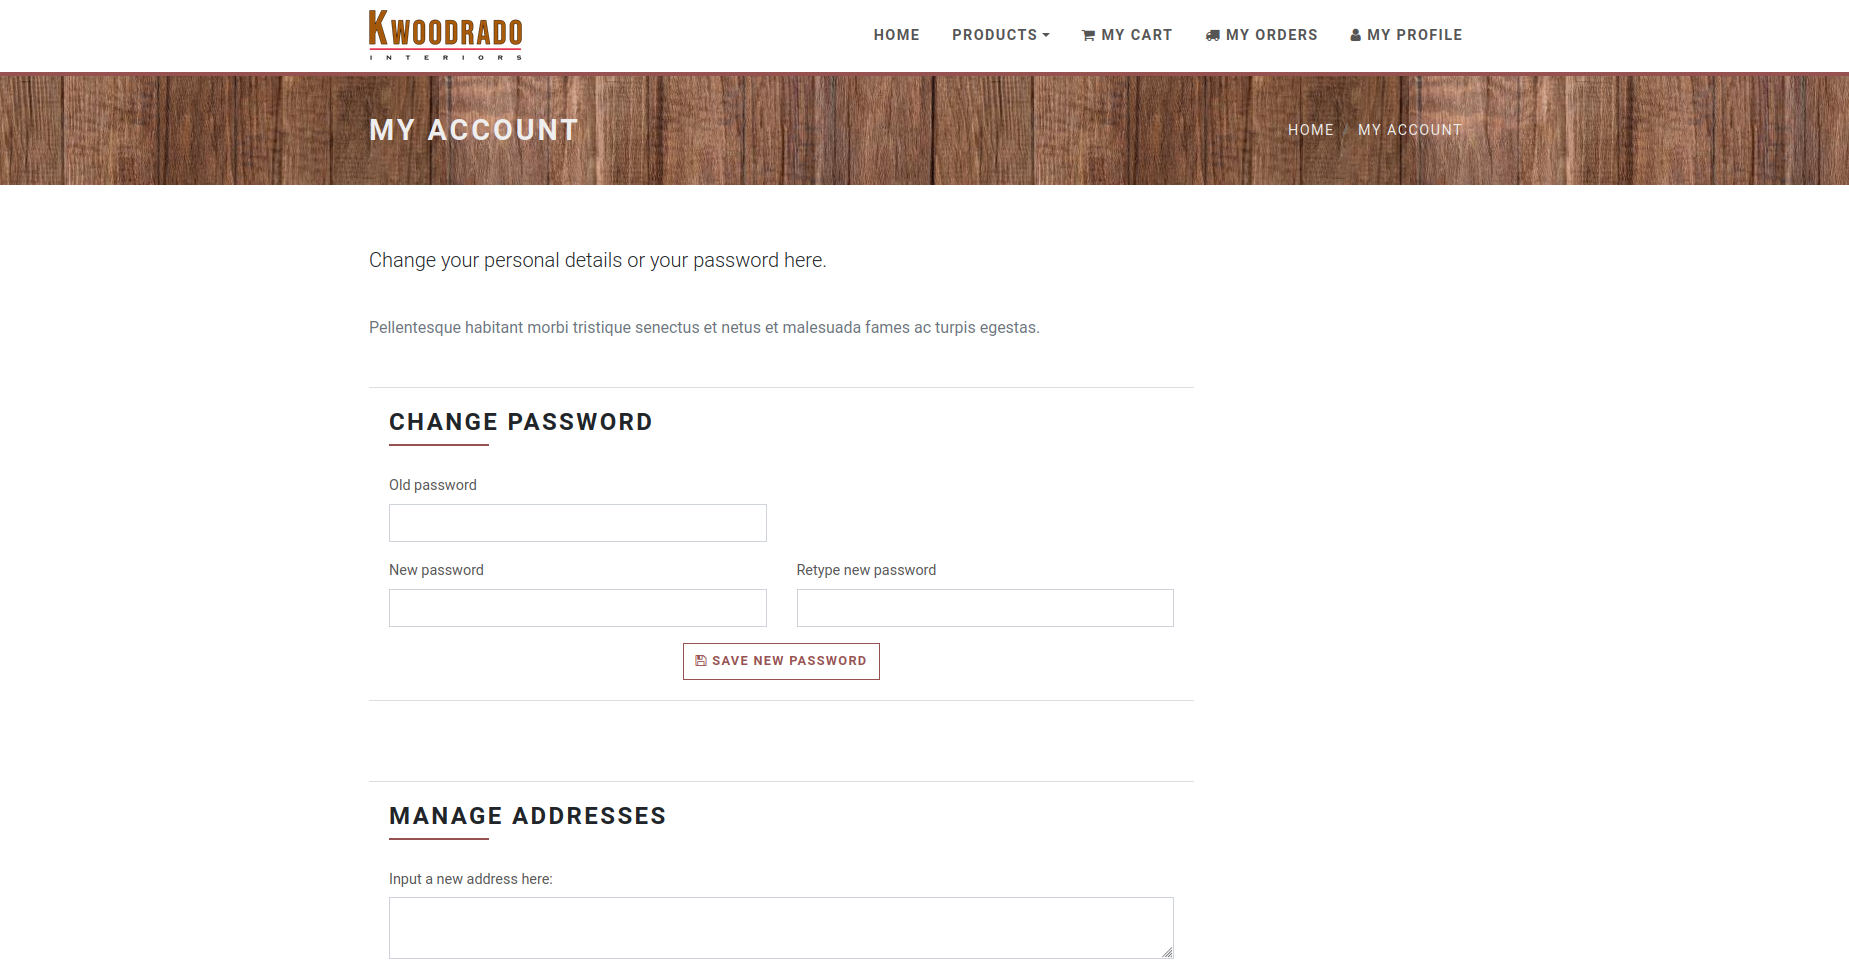 KWOODRADO
INTERIORS
HOME PRODUCTS MY CART MY ORDERS MY PROFILE
MY ACCOUNT
HOME / MY ACCOUNT
Change your personal details or your password here.
Pellentesque habitant morbi tristique senectus et netus et malesuada fames ac turpis egestas.
CHANGE PASSWORD
Old password
New password Retype new password
SAVE NEW PASSWORD
MANAGE ADDRESSES
Input a new address here: